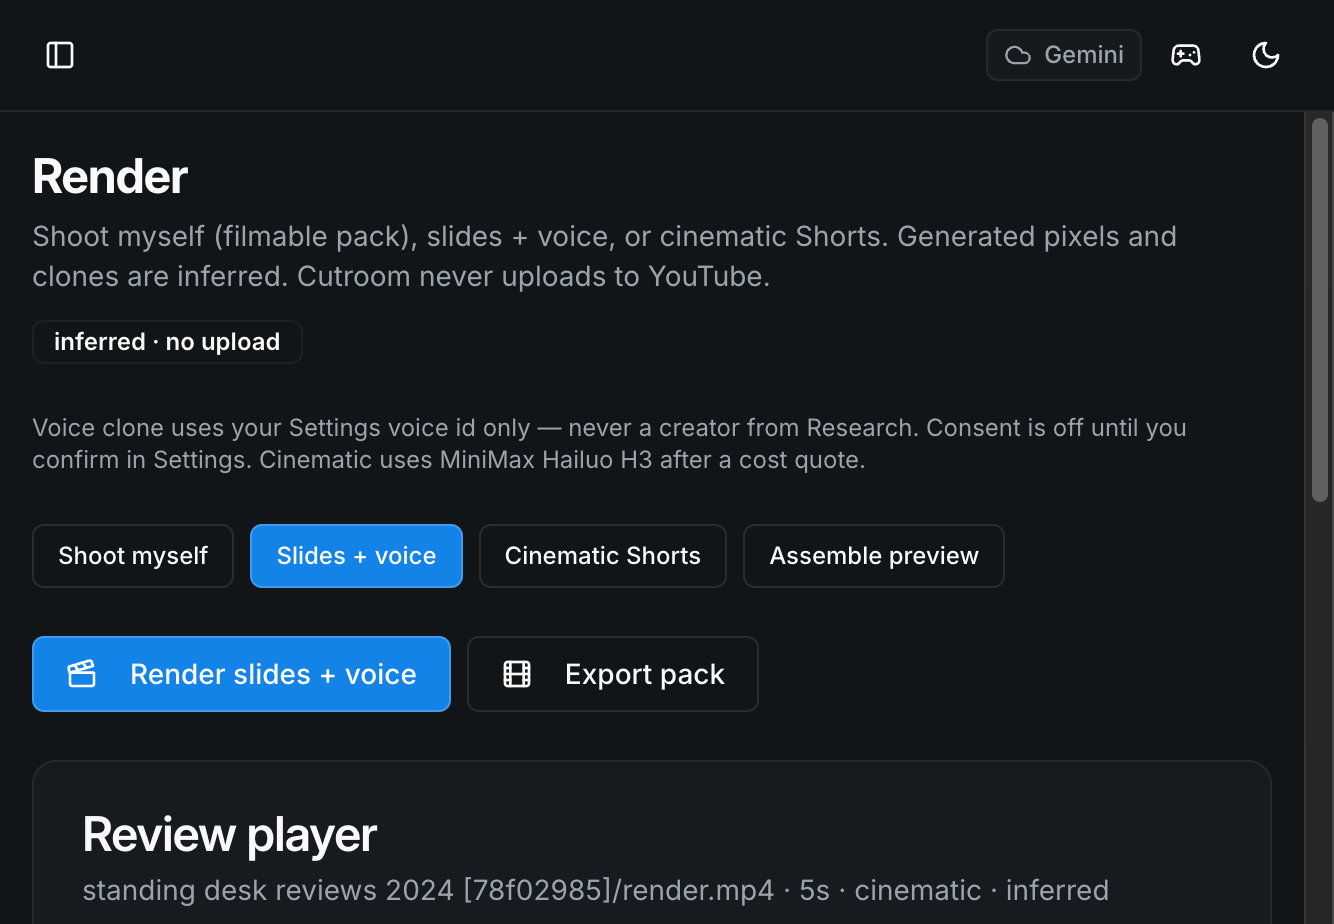 Gemini
Render
Shoot myself (filmable pack), slides + voice, or cinematic Shorts. Generated pixels and
clones are inferred. Cutroom never uploads to YouTube.
inferred · no upload
Voice clone uses your Settings voice id only — never a creator from Research. Consent is off until you
confirm in Settings. Cinematic uses MiniMax Hailuo H3 after a cost quote.
Shoot myself
Slides + voice
Cinematic Shorts
Assemble preview
Render slides + voice
Export pack
Review player
standing desk reviews 2024 [78f02985]/render.mp4 · 5s · cinematic · inferred